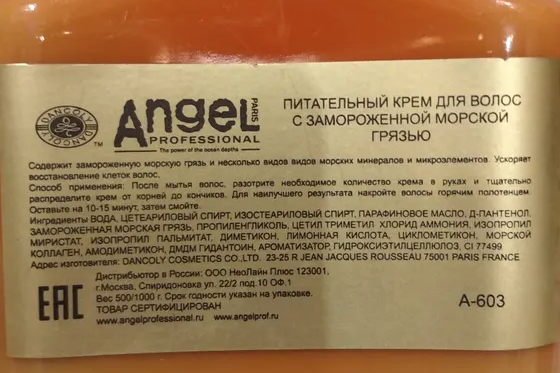 DANCOLY
DANCOLY
TM
AngeL
PARIS
PROFESSIONAL
The power of the ocean depths
ПИТАТЕЛЬНЫЙ КРЕМ ДЛЯ ВОЛОС
С ЗАМОРОЖЕННОЙ МОРСКОЙ
ГРЯЗЬЮ
Содержит замороженную морскую грязь и несколько видов видов морских минералов и микроэлементов Ускоряет
восстановление клеток волос.
Способ применения: После мытья волос, разотрите необходимое количество крема в руках и тщательно
распределите крем от корней до кончиков. Для наилучшего результата накройте волосы горячим полотенцем.
Оставьте на 10-15 минут, затем смойте.
Ингредиенты ВОДА, ЦЕТЕАРИЛОВЫЙ СПИРТ, ИЗОСТЕАРИЛОВЫЙ СПИРТ, ПАРАФИНОВОЕ МАСЛО, Д-ПАНТЕНОЛ,
ЗАМОРОЖЕННАЯ МОРСКАЯ ГРЯЗЬ, ПРОПИЛЕНГЛИКОЛЬ, ЦЕТИЛ ТРИМЕТИЛ ХЛОРИД АММОНИЯ, ИЗОПРОПИЛ
МИРИСТАТ, ИЗОПРОПИЛ ПАЛЬМИТАТ, ДИМЕТИКОН, ЛИМОННАЯ КИСЛОТА, ЦИКЛОМЕТИКОН, МОРСКОЙ
КОЛЛАГЕН, АМОДИМЕТИКОН, ДМДМ ГИДАНТОИН, АРОМАТИЗАТОР, ГИДРОКСИЭТИЛЦЕЛЛЮЛОЗ, CI 77499
Адрес изготовителя: DANCOLY COSMETICS CO.LTD. 23-25 R JEAN JACQUES ROUSSEAU 75001 PARIS FRANCE
Дистрибьютор в России: ООО НеоЛайн Плюс 123001,
г.Москва, Спиридоновка ул. 22/2 под.10 ОФ.1
Вес 500/1000 г. Срок годности указан на упаковке.
ТОВАР СЕРТИФИЦИРОВАН
www.angelprofessional.ru www.angelprof.ru
EAC
A-603